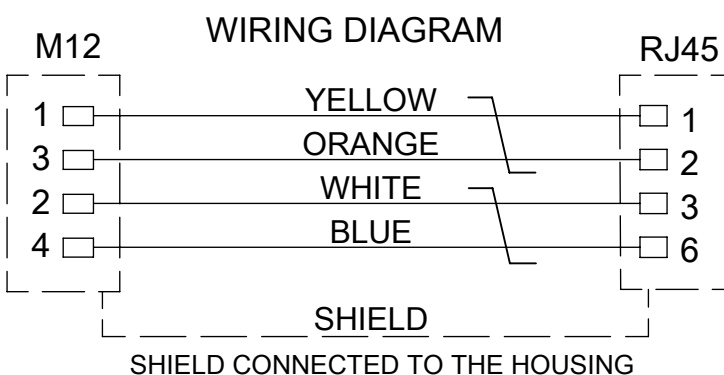 WIRING DIAGRAM
M12 RJ45
1 YELLOW 1
3 ORANGE 2
2 WHITE 3
4 BLUE 6
SHIELD
SHIELD CONNECTED TO THE HOUSING